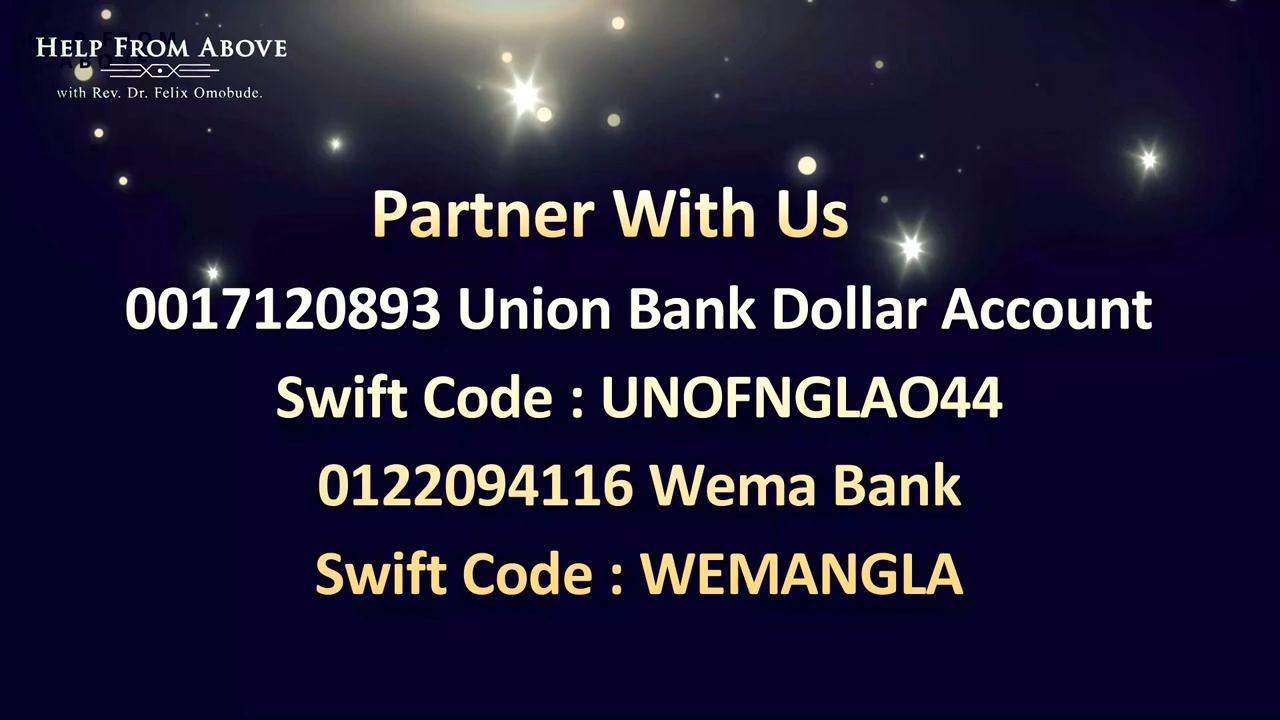 HELP FROM ABOVE
with Rev. Dr. Felix Omobude.
Partner With Us
0017120893 Union Bank Dollar Account
Swift Code : UNOFNGLAO44
0122094116 Wema Bank
Swift Code : WEMANGLA